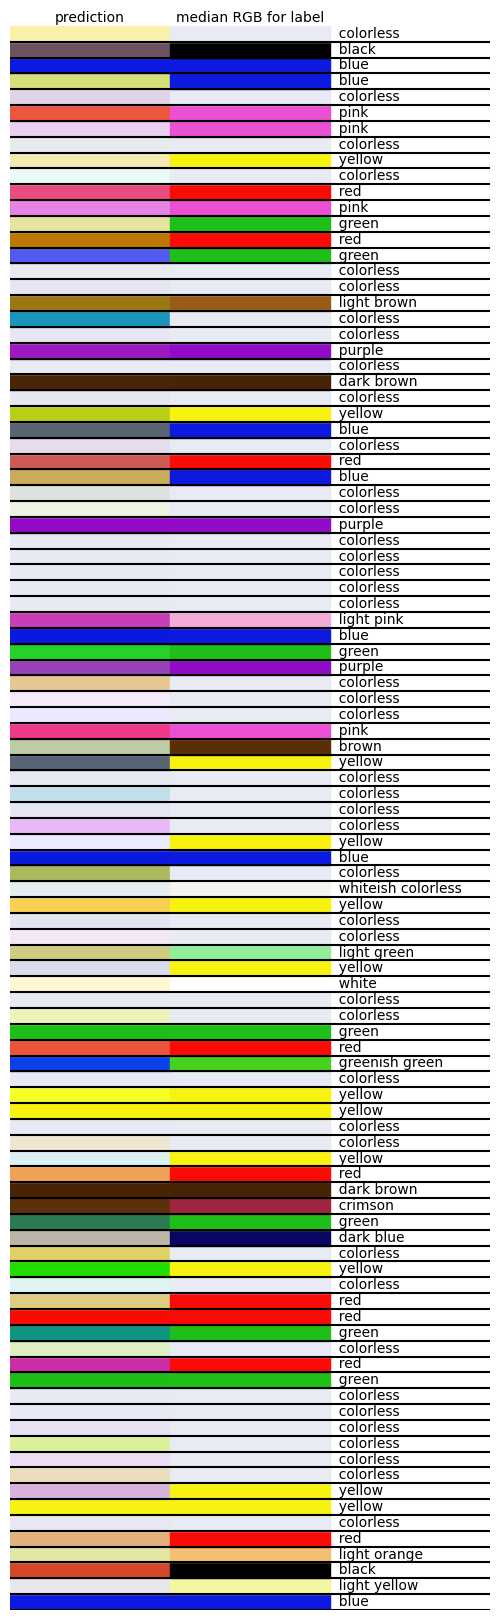 prediction median RGB for label
colorless
black
blue
blue
colorless
pink
pink
colorless
yellow
colorless
red
pink
green
red
green
colorless
colorless
light brown
colorless
colorless
purple
colorless
dark brown
colorless
yellow
blue
colorless
red
blue
colorless
colorless
purple
colorless
colorless
colorless
colorless
colorless
light pink
blue
green
purple
colorless
colorless
colorless
pink
brown
yellow
colorless
colorless
colorless
colorless
yellow
blue
colorless
whiteish colorless
yellow
colorless
colorless
light green
yellow
white
colorless
colorless
green
red
greenish green
colorless
yellow
yellow
colorless
colorless
yellow
red
dark brown
crimson
green
dark blue
colorless
yellow
colorless
red
red
green
colorless
red
green
colorless
colorless
colorless
colorless
colorless
colorless
yellow
yellow
colorless
red
light orange
black
light yellow
blue